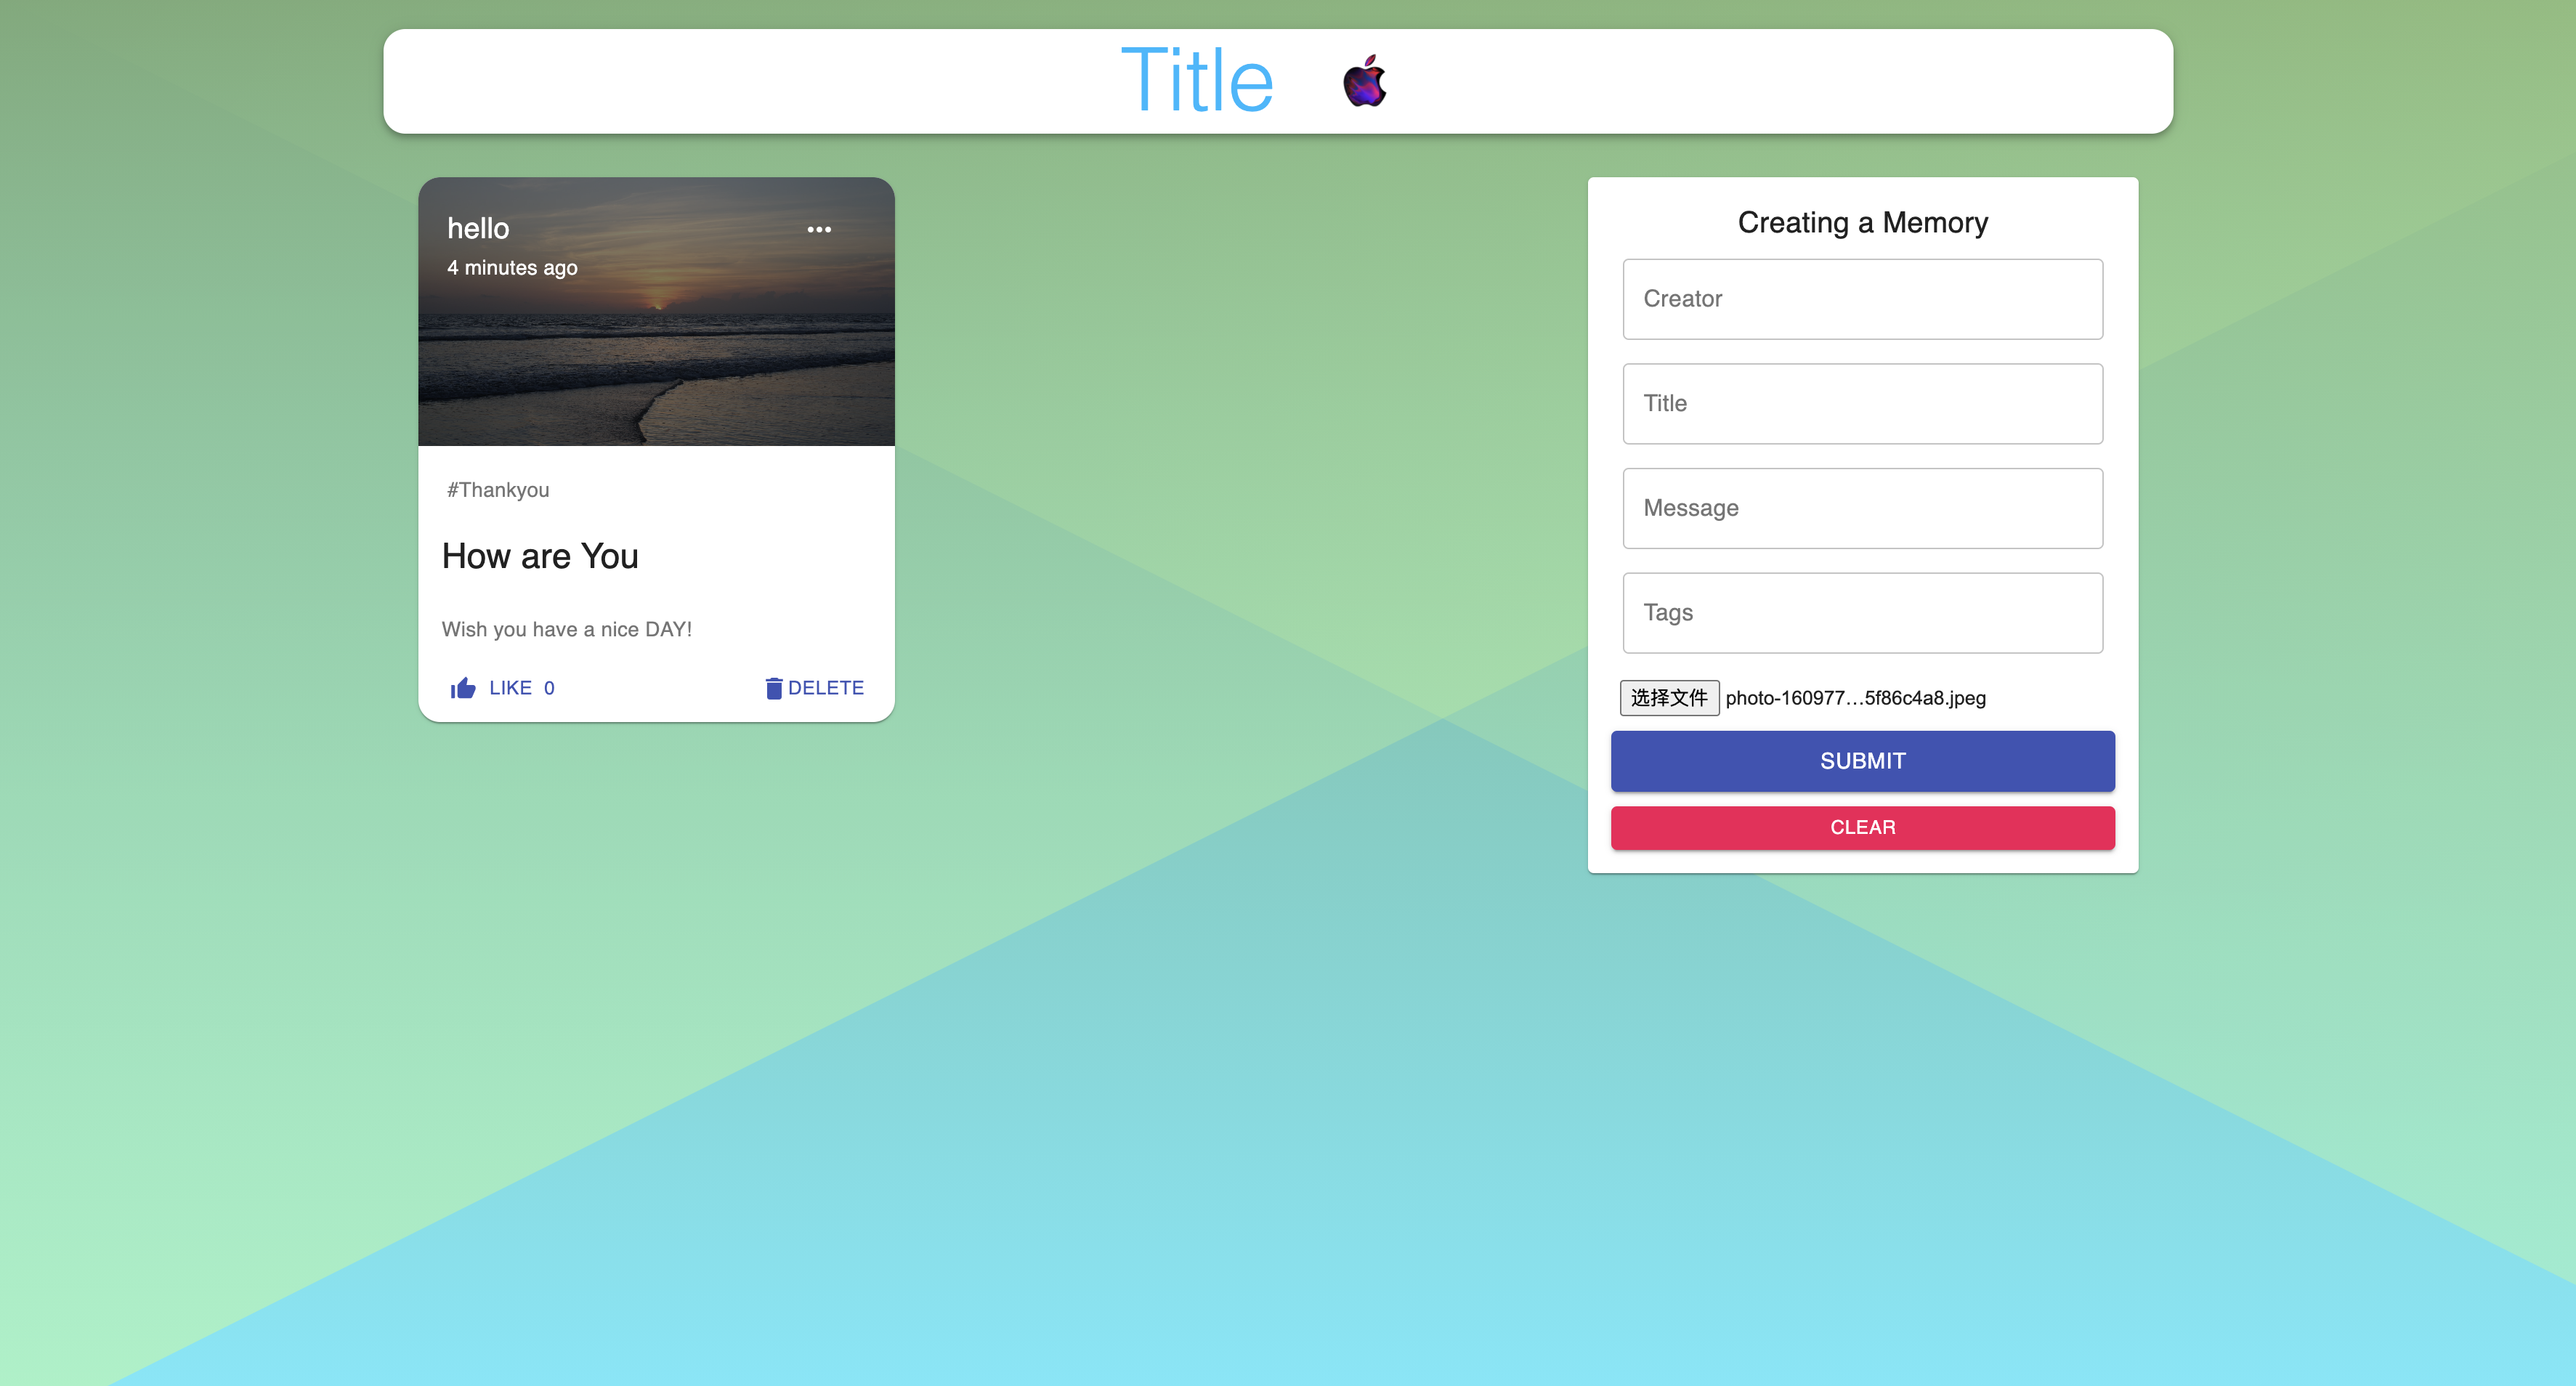 Title
hello
4 minutes ago
#Thankyou
How are You
Wish you have a nice DAY!
LIKE 0
DELETE
Creating a Memory
Creator
Title
Message
Tags
选择文件 photo-160977…5f86c4a8.jpeg
SUBMIT
CLEAR